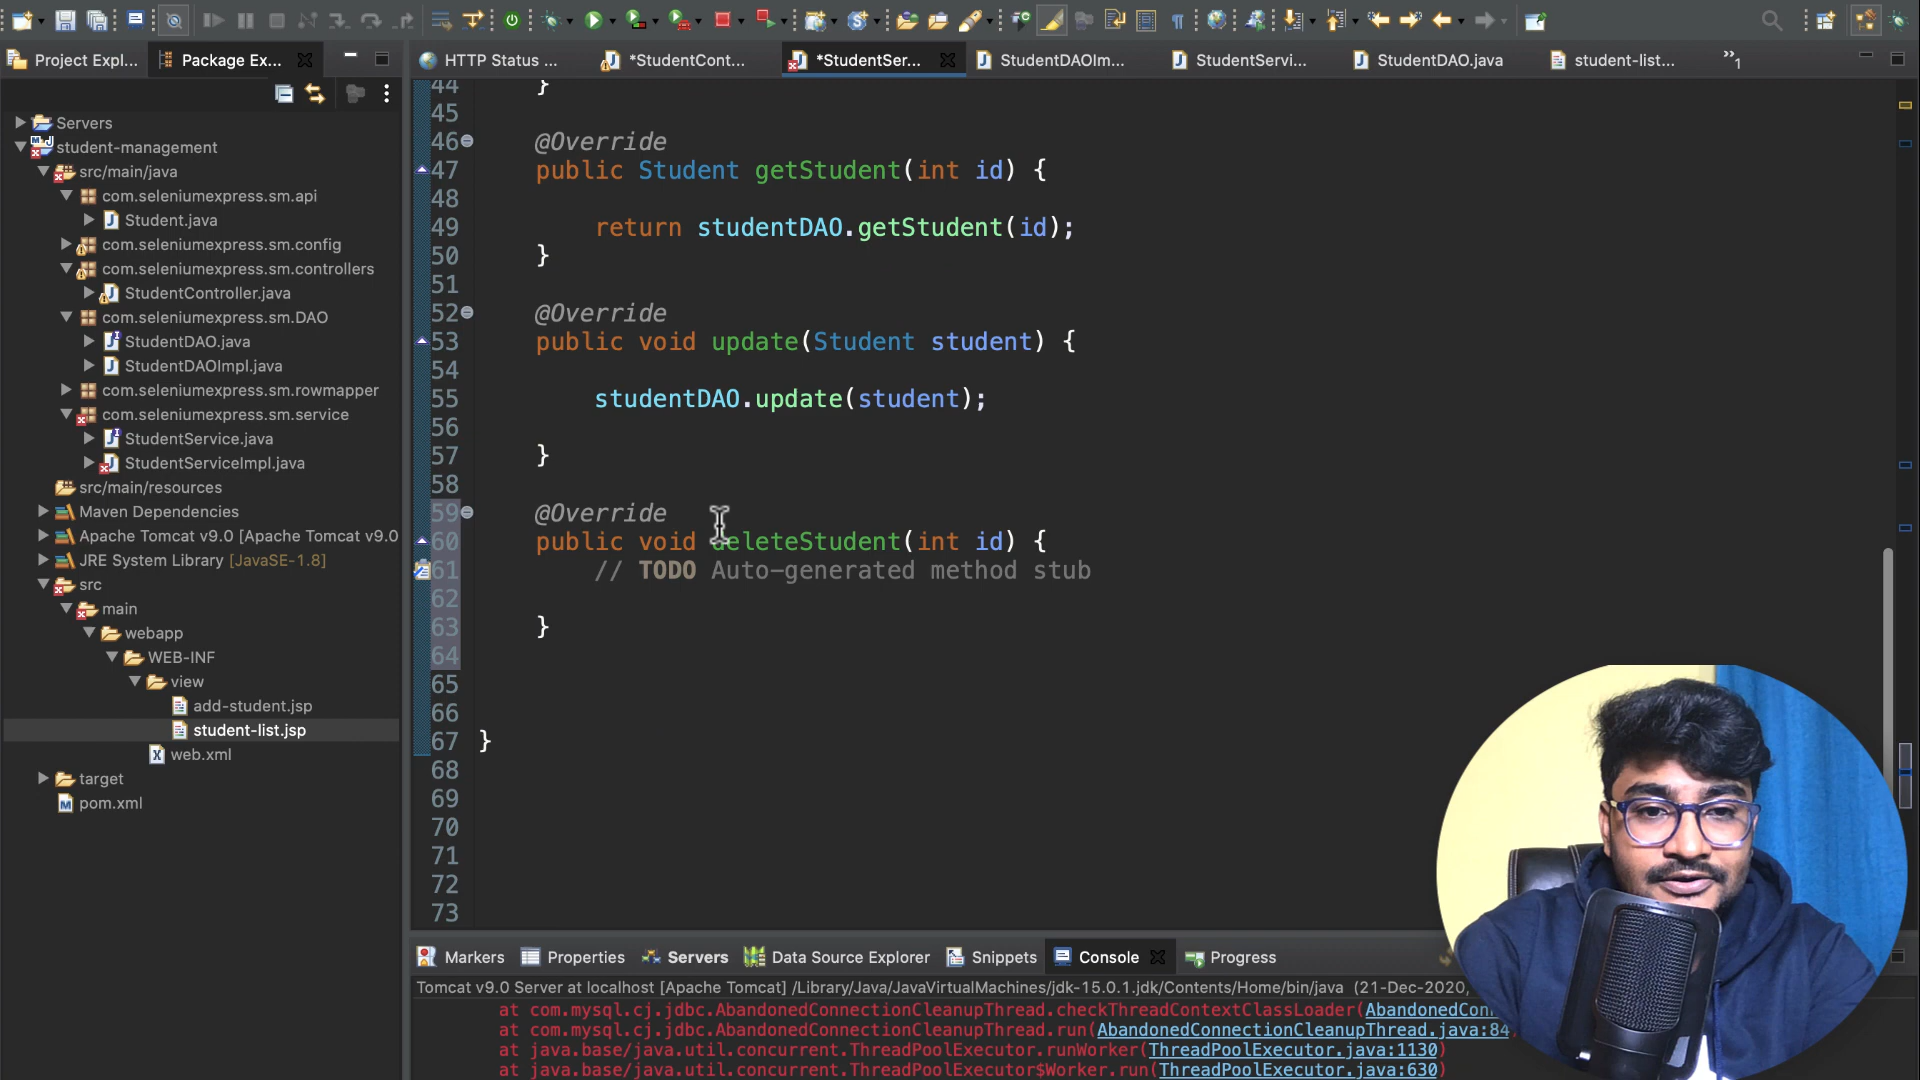 Project Expl...
Package Ex...
HTTP Status ...
*StudentCont...
*StudentSer...
StudentDAOIm...
StudentServi...
StudentDAO.java
student-list...
»1
Servers
student-management
src/main/java
com.seleniumexpress.sm.api
Student.java
com.seleniumexpress.sm.config
com.seleniumexpress.sm.controllers
StudentController.java
com.seleniumexpress.sm.DAO
StudentDAO.java
StudentDAOImpl.java
com.seleniumexpress.sm.rowmapper
com.seleniumexpress.sm.service
StudentService.java
StudentServiceImpl.java
src/main/resources
Maven Dependencies
Apache Tomcat v9.0 [Apache Tomcat v9.0
JRE System Library [JavaSE-1.8]
src
main
webapp
WEB-INF
view
add-student.jsp
student-list.jsp
web.xml
target
pom.xml
44 }
45
46 @Override
47 public Student getStudent(int id) {
48
49 return studentDAO.getStudent(id);
50 }
51
52 @Override
53 public void update(Student student) {
54
55 studentDAO.update(student);
56
57 }
58
59 @Override
60 public void deleteStudent(int id) {
61 // TODO Auto-generated method stub
62
63 }
64
65
66
67 }
68
69
70
71
72
73
Markers
Properties
Servers
Data Source Explorer
Snippets
Console
Progress
Tomcat v9.0 Server at localhost [Apache Tomcat] /Library/Java/JavaVirtualMachines/jdk-15.0.1.jdk/Contents/Home/bin/java (21-Dec-2020,
at com.mysql.cj.jdbc.AbandonedConnectionCleanupThread.checkThreadContextClassLoader(AbandonedConn
at com.mysql.cj.jdbc.AbandonedConnectionCleanupThread.run(AbandonedConnectionCleanupThread.java:84
at java.base/java.util.concurrent.ThreadPoolExecutor.runWorker(ThreadPoolExecutor.java:1130)
at java.base/java.util.concurrent.ThreadPoolExecutor$Worker.run(ThreadPoolExecutor.java:630)